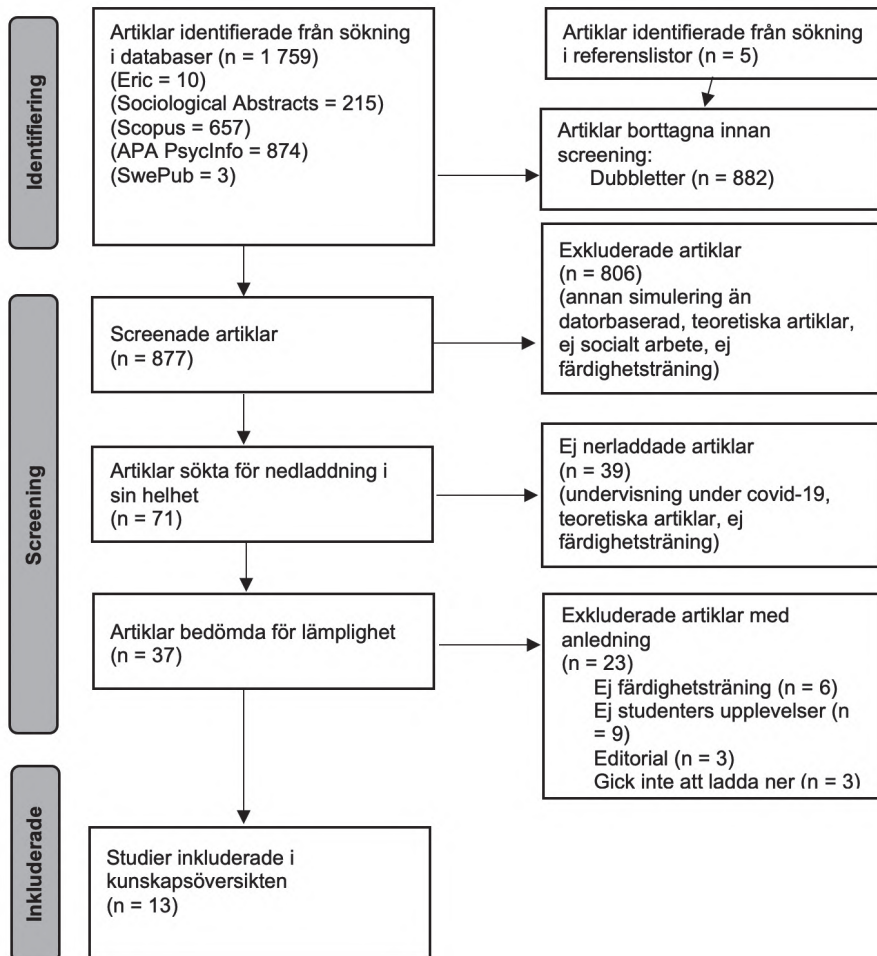 Identifiering
Artiklar identifierade från sökning
i databaser (n = 1 759)
(Eric = 10)
(Sociological Abstracts = 215)
(Scopus = 657)
(APA PsycInfo = 874)
(SwePub = 3)
Artiklar identifierade från sökning
i referenslistor (n = 5)
Artiklar borttagna innan
screening:
Dubbletter (n = 882)
Screening
Screenade artiklar
(n = 877)
Exkluderade artiklar
(n = 806)
(annan simulering än
datorbaserad, teoretiska artiklar,
ej socialt arbete, ej
färdighetsträning)
Artiklar sökta för nedladdning i
sin helhet
(n = 71)
Ej nerladdade artiklar
(n = 39)
(undervisning under covid-19,
teoretiska artiklar, ej
färdighetsträning)
Artiklar bedömda för lämplighet
(n = 37)
Exkluderade artiklar med
anledning
(n = 23)
Ej färdighetsträning (n = 6)
Ej studenters upplevelser (n
= 9)
Editorial (n = 3)
Gick inte att ladda ner (n = 3)
Inkluderade
Studier inkluderade i
kunskapsöversikten
(n = 13)